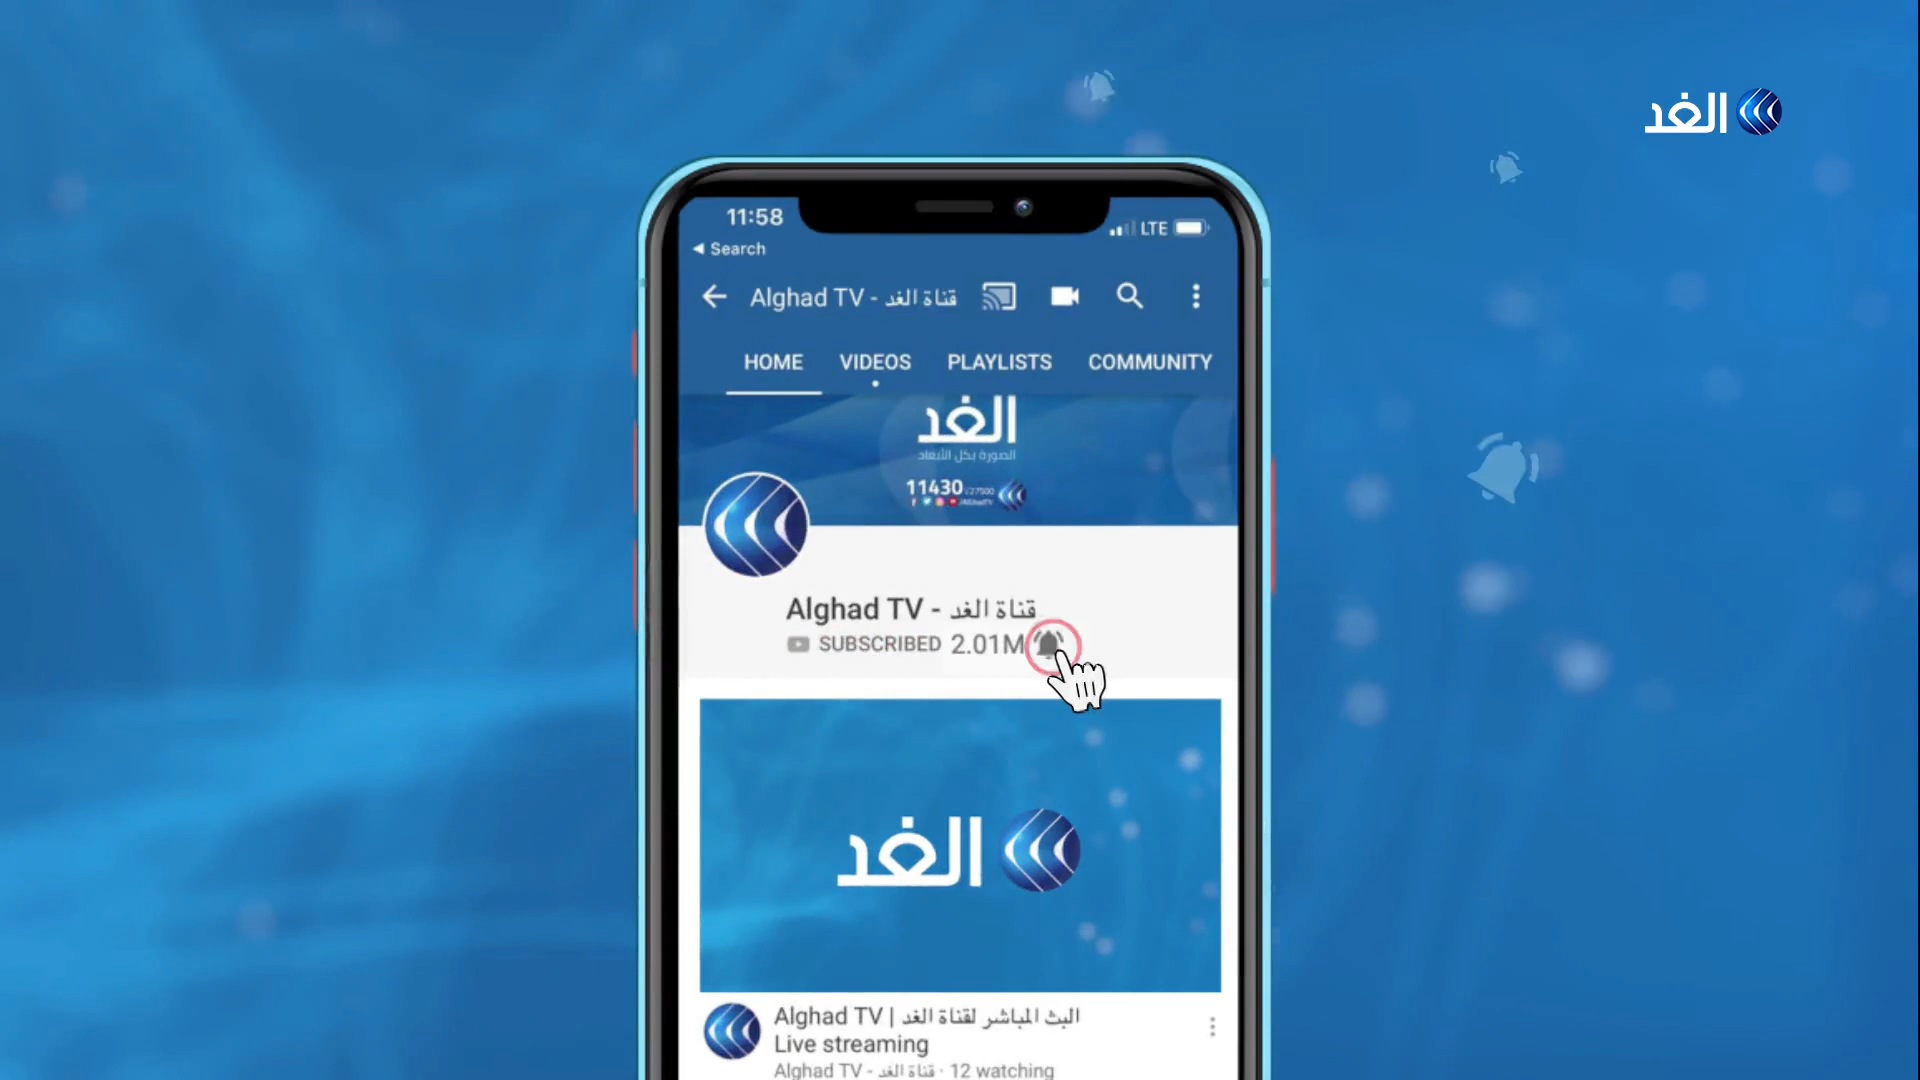 الغد
11:58
LTE
Search
Alghad TV - قناة الغد
HOME VIDEOS PLAYLISTS COMMUNITY
الغد
الصورة بكل الأبعاد
11430
27500
Alghad TV - قناة الغد
SUBSCRIBED 2.01M
الغد
Alghad TV | البث المباشر لقناة الغد
Live streaming
Alghad TV - قناة الغد · 12 watching